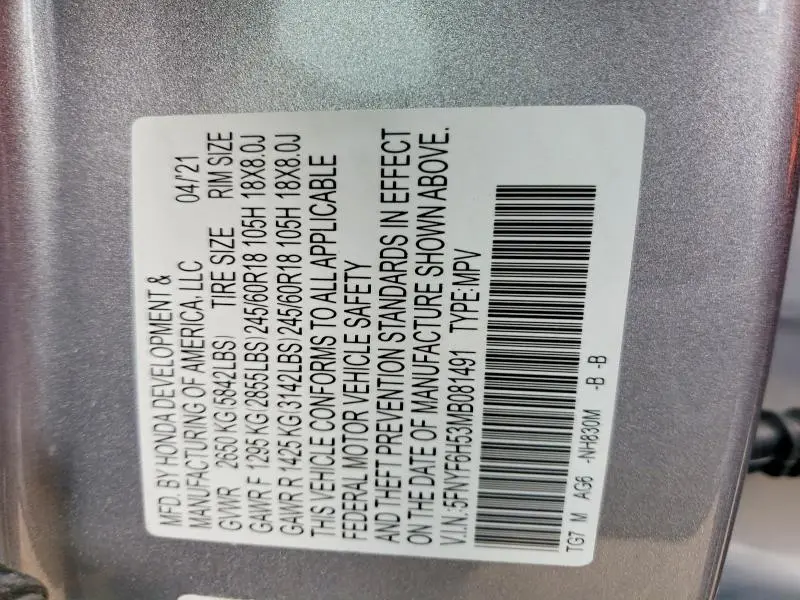 MFD. BY HONDA DEVELOPMENT &
MANUFACTURING OF AMERICA, LLC 04/'21
GVWR 2650 KG(5842LBS) TIRE SIZE RIM SIZE
GAWR F 1295 KG(2855LBS)245/60R18 105H 18X8.0J
GAWR R 1425 KG(3142LBS)245/60R18 105H 18X8.0J
THIS VEHICLE CONFORMS TO ALL APPLICABLE
FEDERAL MOTOR VEHICLE SAFETY
AND THEFT PREVENTION STANDARDS IN EFFECT
ON THE DATE OF MANUFACTURE SHOWN ABOVE.
V.I.N:5FNYF6H53MB081491 TYPE:MPV
TG7 M AG6 -NH830M -B -B